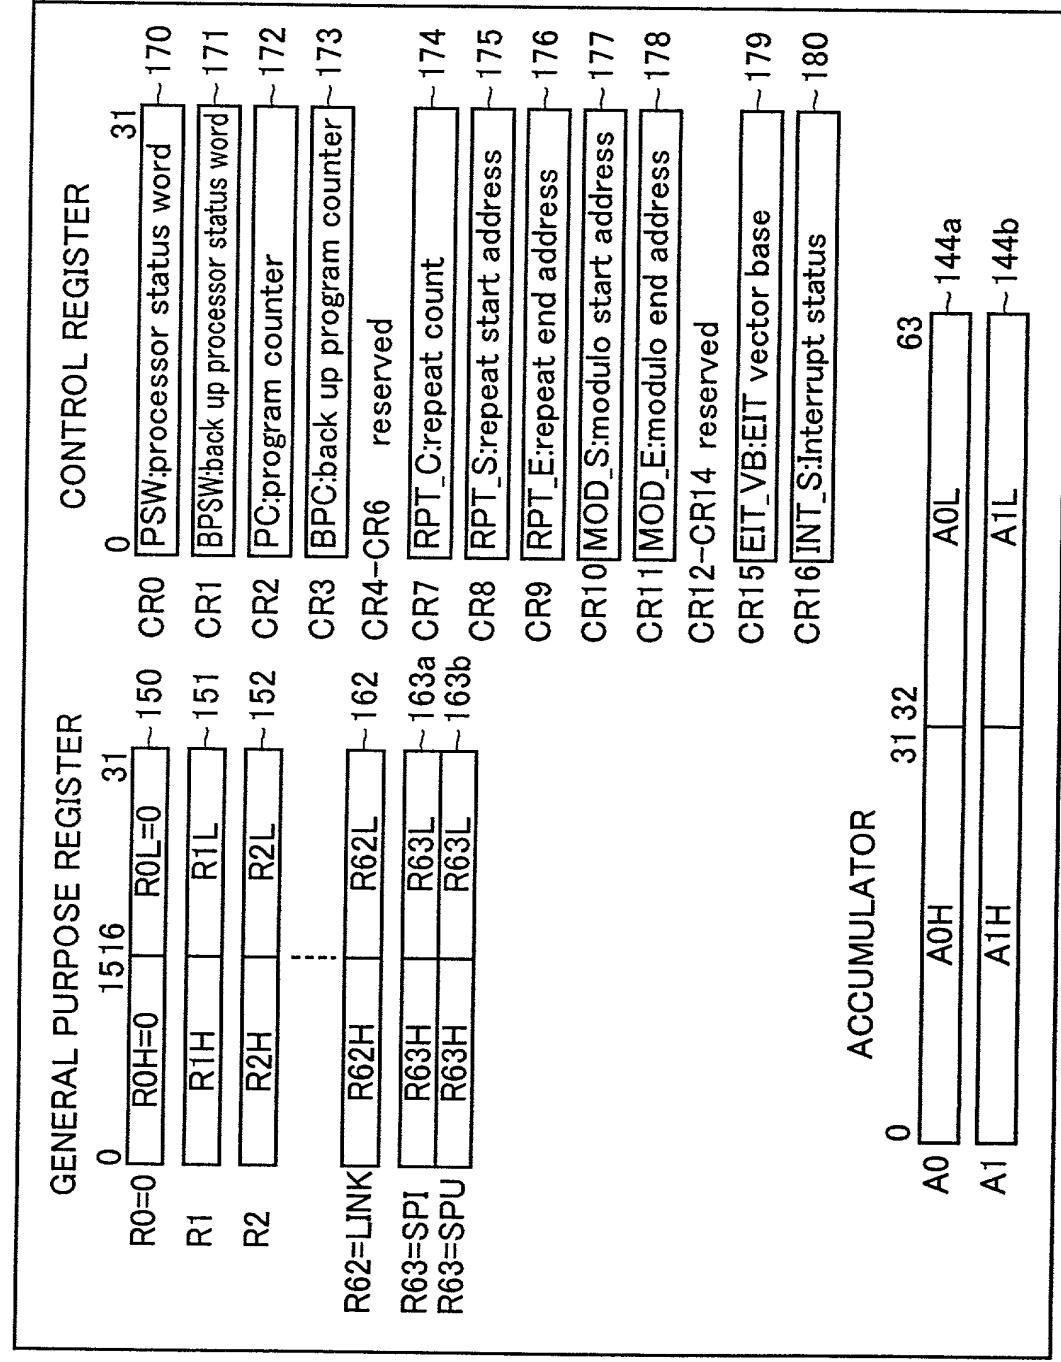 GENERAL PURPOSE REGISTER
0 15 16 31
R0=0 R0H=0 R0L=0 ~150
R1 R1H R1L ~151
R2 R2H R2L ~152
R62=LINK R62H R62L ~162
R63=SPI R63H R63L ~163a
R63=SPU R63H R63L ~163b
CONTROL REGISTER
0 31
CR0 PSW:processor status word ~170
CR1 BPSW:back up processor status word ~171
CR2 PC:program counter ~172
CR3 BPC:back up program counter ~173
CR4-CR6 reserved
CR7 RPT_C:repeat count ~174
CR8 RPT_S:repeat start address ~175
CR9 RPT_E:repeat end address ~176
CR10 MOD_S:modulo start address ~177
CR11 MOD_E:modulo end address ~178
CR12-CR14 reserved
CR15 EIT_VB:EIT vector base ~179
CR16 INT_S:Interrupt status ~180
ACCUMULATOR
0 31 32 63
A0 A0H A0L ~144a
A1 A1H A1L ~144b